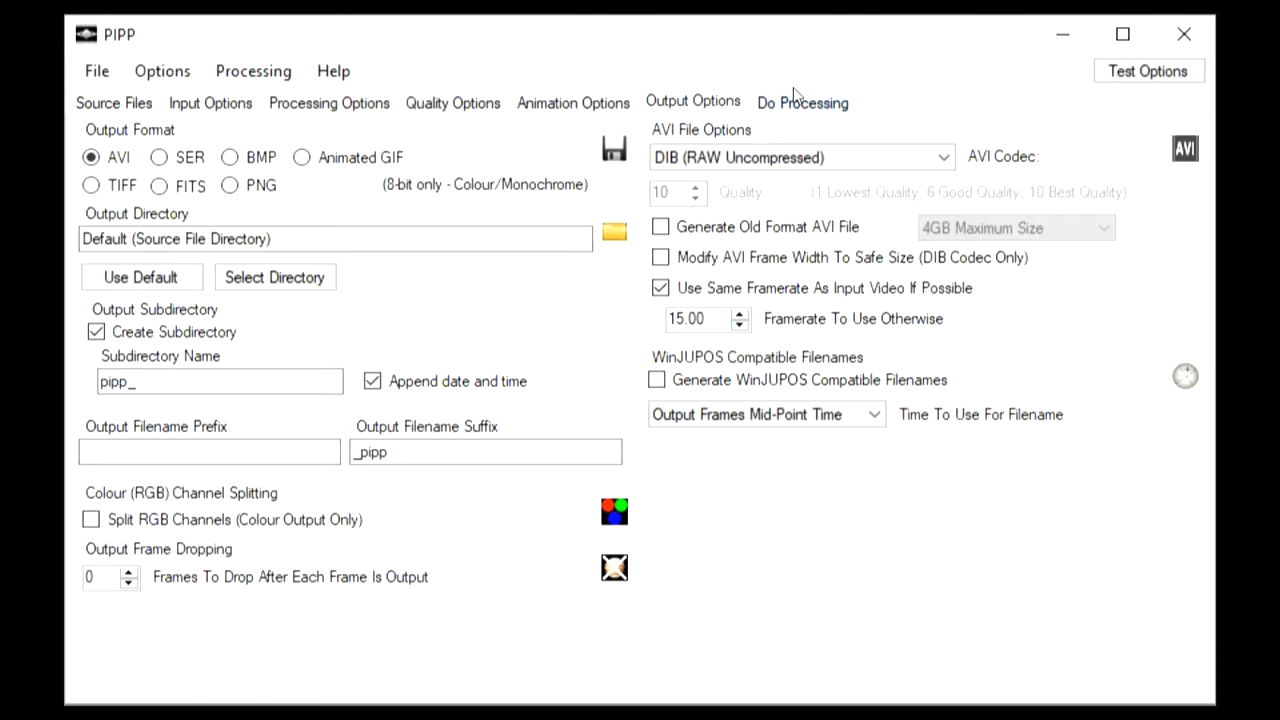 PIPP
File Options Processing Help Test Options
Source Files Input Options Processing Options Quality Options Animation Options Output Options Do Processing
Output Format
AVI SER BMP Animated GIF
TIFF FITS PNG (8-bit only - Colour/Monochrome)
Output Directory
Default (Source File Directory)
Use Default Select Directory
Output Subdirectory
Create Subdirectory
Subdirectory Name
pipp_ Append date and time
Output Filename Prefix Output Filename Suffix
_pipp
Colour (RGB) Channel Splitting
Split RGB Channels (Colour Output Only)
Output Frame Dropping
0 Frames To Drop After Each Frame Is Output
AVI File Options
DIB (RAW Uncompressed) AVI Codec:
AVI
10 Quality (1 Lowest Quality, 6 Good Quality, 10 Best Quality)
Generate Old Format AVI File 4GB Maximum Size
Modify AVI Frame Width To Safe Size (DIB Codec Only)
Use Same Framerate As Input Video If Possible
15.00 Framerate To Use Otherwise
WinJUPOS Compatible Filenames
Generate WinJUPOS Compatible Filenames
Output Frames Mid-Point Time Time To Use For Filename